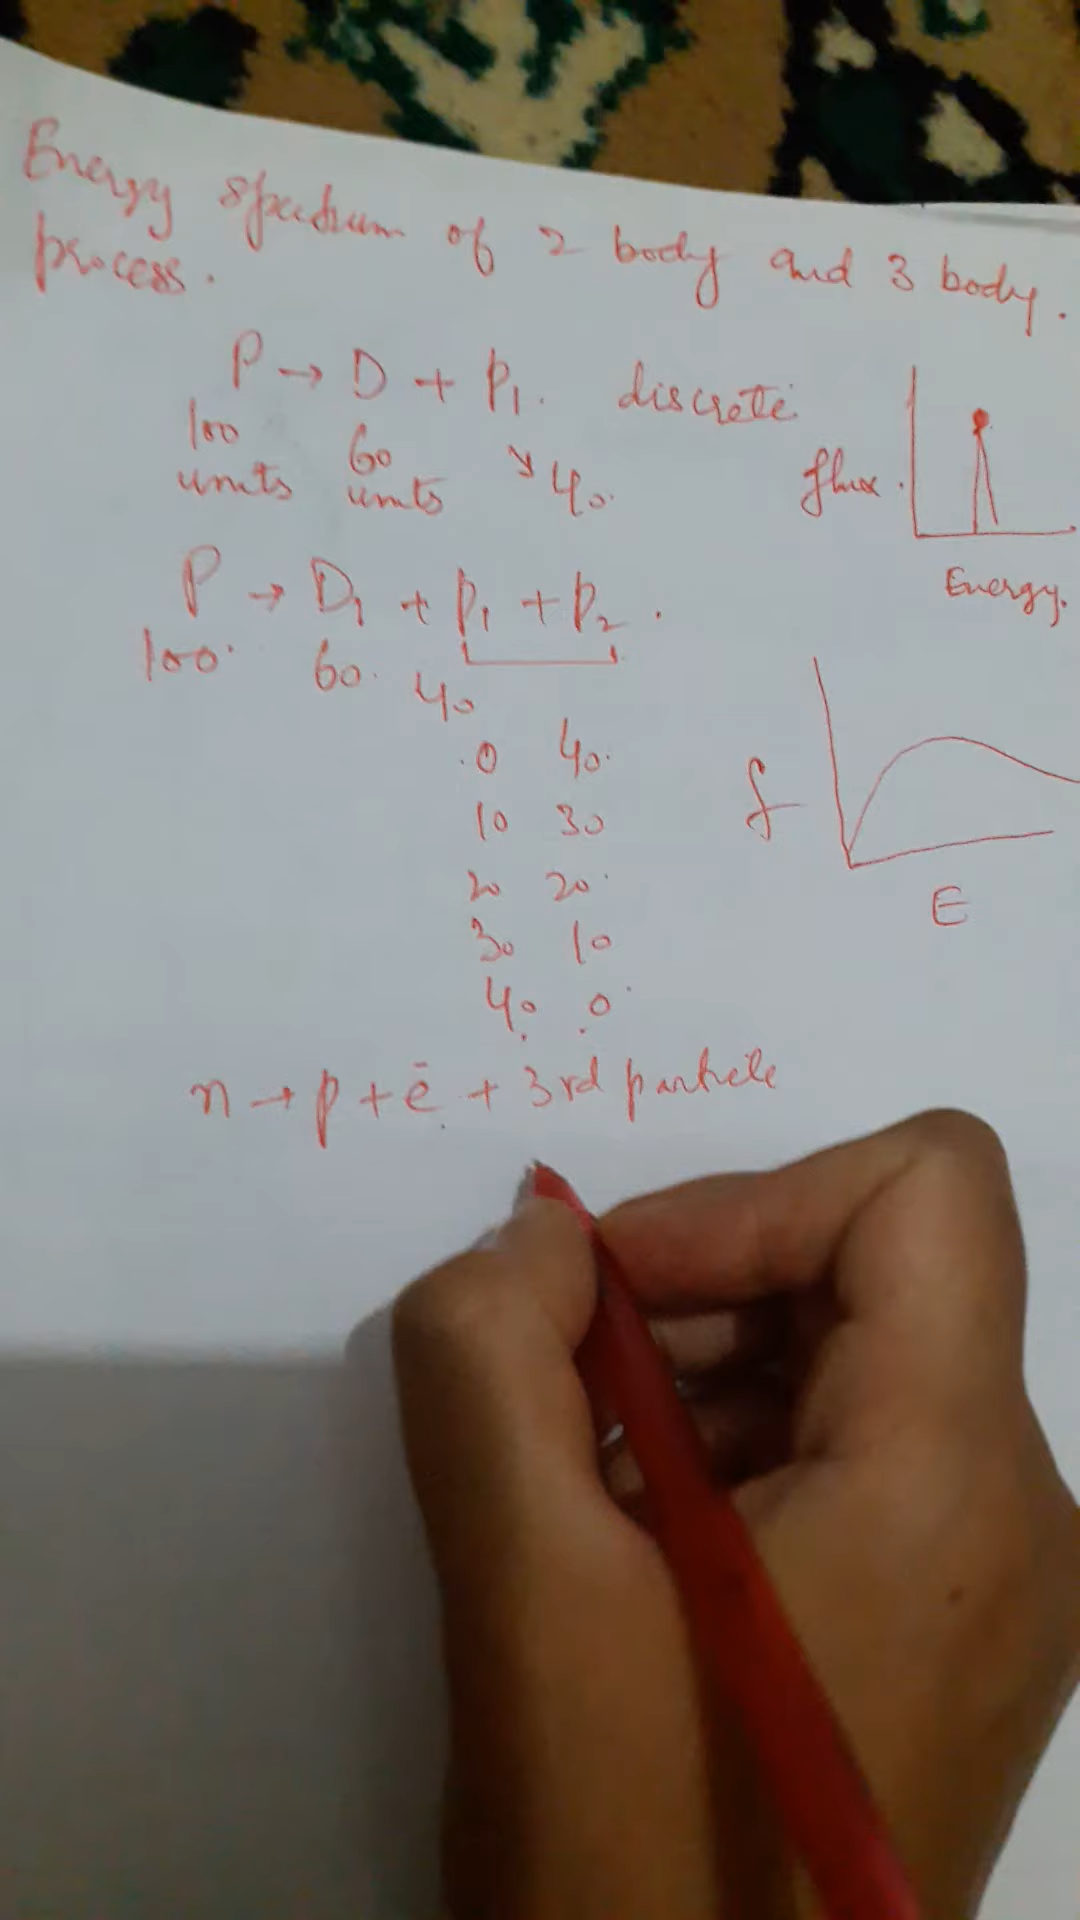 Energy spectrum of 2 body and 3 body.
process.
P → D + P₁. discrete
100 60 ↘ 40.
units units
flux.
Energy.
P → D₁ + P₁ + P₂.
100. 60. 40
0 40.
10 30
20 20.
30 10
40 0
f
E
n → p + ē + 3rd particle